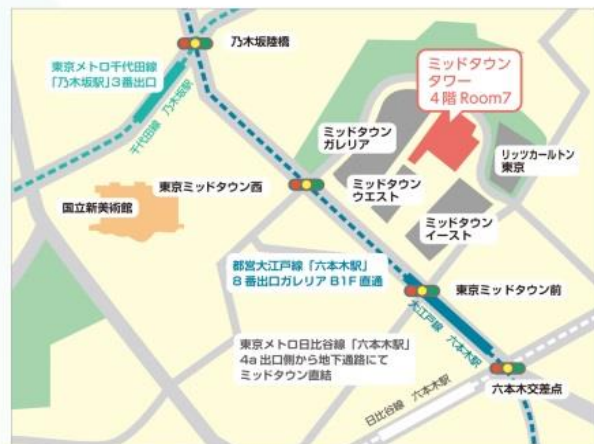 乃木坂陸橋
東京メトロ千代田線
「乃木坂駅」3番出口
千代田線 乃木坂駅
ミッドタウン
タワー
4階 Room7
ミッドタウン
ガレリア
リッツカールトン
東京
東京ミッドタウン西
ミッドタウン
ウエスト
国立新美術館
ミッドタウン
イースト
都営大江戸線「六本木駅」
8番出口ガレリア B1F 直通
東京ミッドタウン前
大江戸線 六本木駅
東京メトロ日比谷線「六本木駅」
4a 出口側から地下通路にて
ミッドタウン直結
六本木交差点
日比谷線 六本木駅